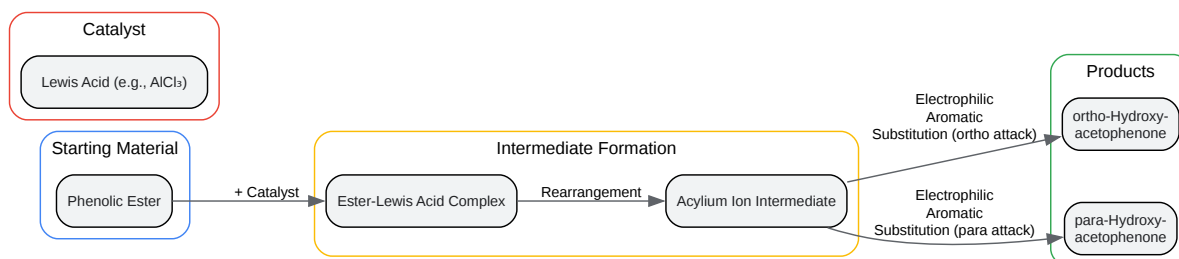 Catalyst
Lewis Acid (e.g., AlCl₃)
Starting Material
Phenolic Ester
+ Catalyst
Intermediate Formation
Ester-Lewis Acid Complex
Rearrangement
Acylium Ion Intermediate
Electrophilic
Aromatic
Substitution (ortho attack)
Electrophilic
Aromatic
Substitution (para attack)
Products
ortho-Hydroxy-
acetophenone
para-Hydroxy-
acetophenone